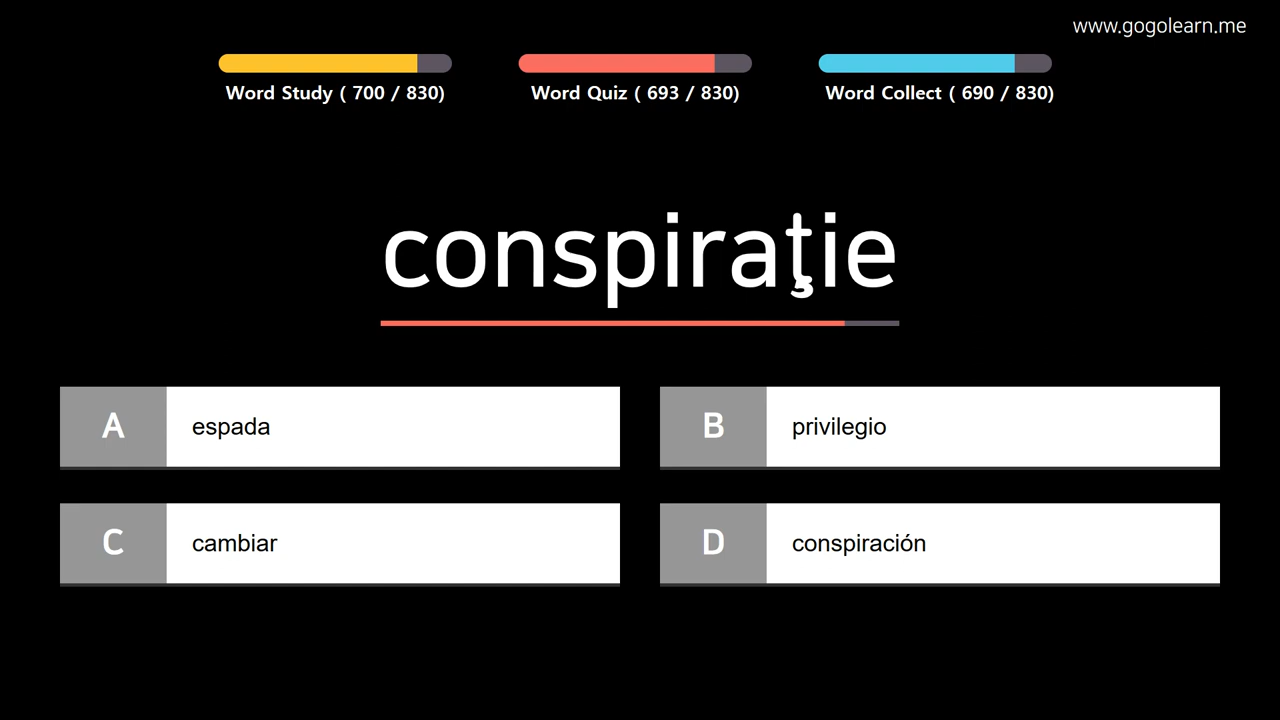 www.gogolearn.me
Word Study ( 700 / 830)
Word Quiz ( 693 / 830)
Word Collect ( 690 / 830)
conspiraţie
A espada
B privilegio
C cambiar
D conspiración